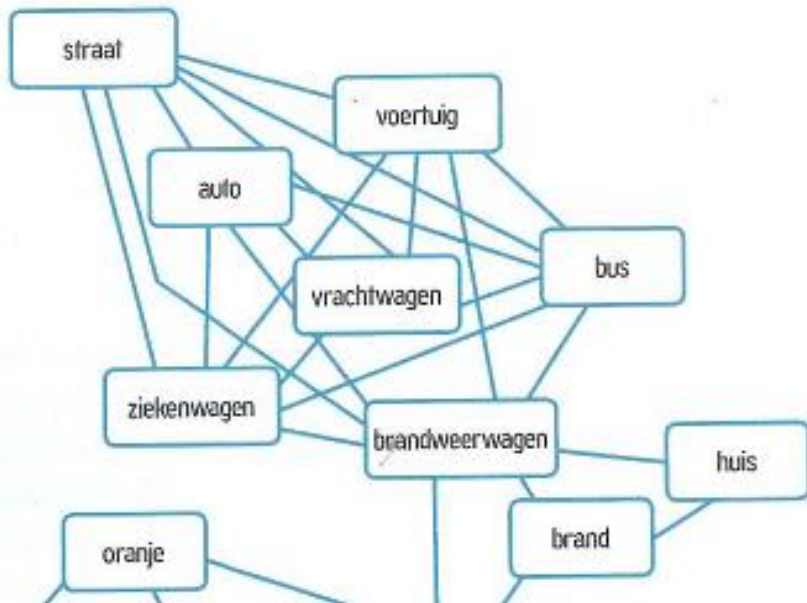 straat
voertuig
auto
bus
vrachtwagen
ziekenwagen
brandweerwagen
huis
brand
oranje